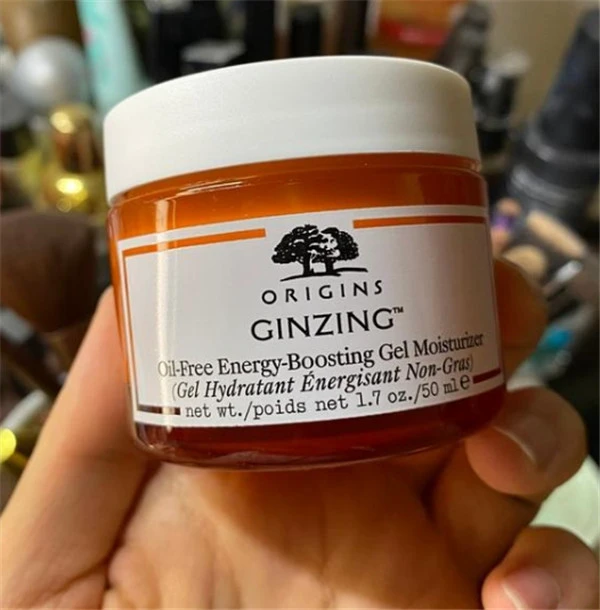 ORIGINS
GINZING™
Oil-Free Energy-Boosting Gel Moisturizer
(Gel Hydratant Énergisant Non-Gras)
net wt./poids net 1.7 oz./50 ml ℮